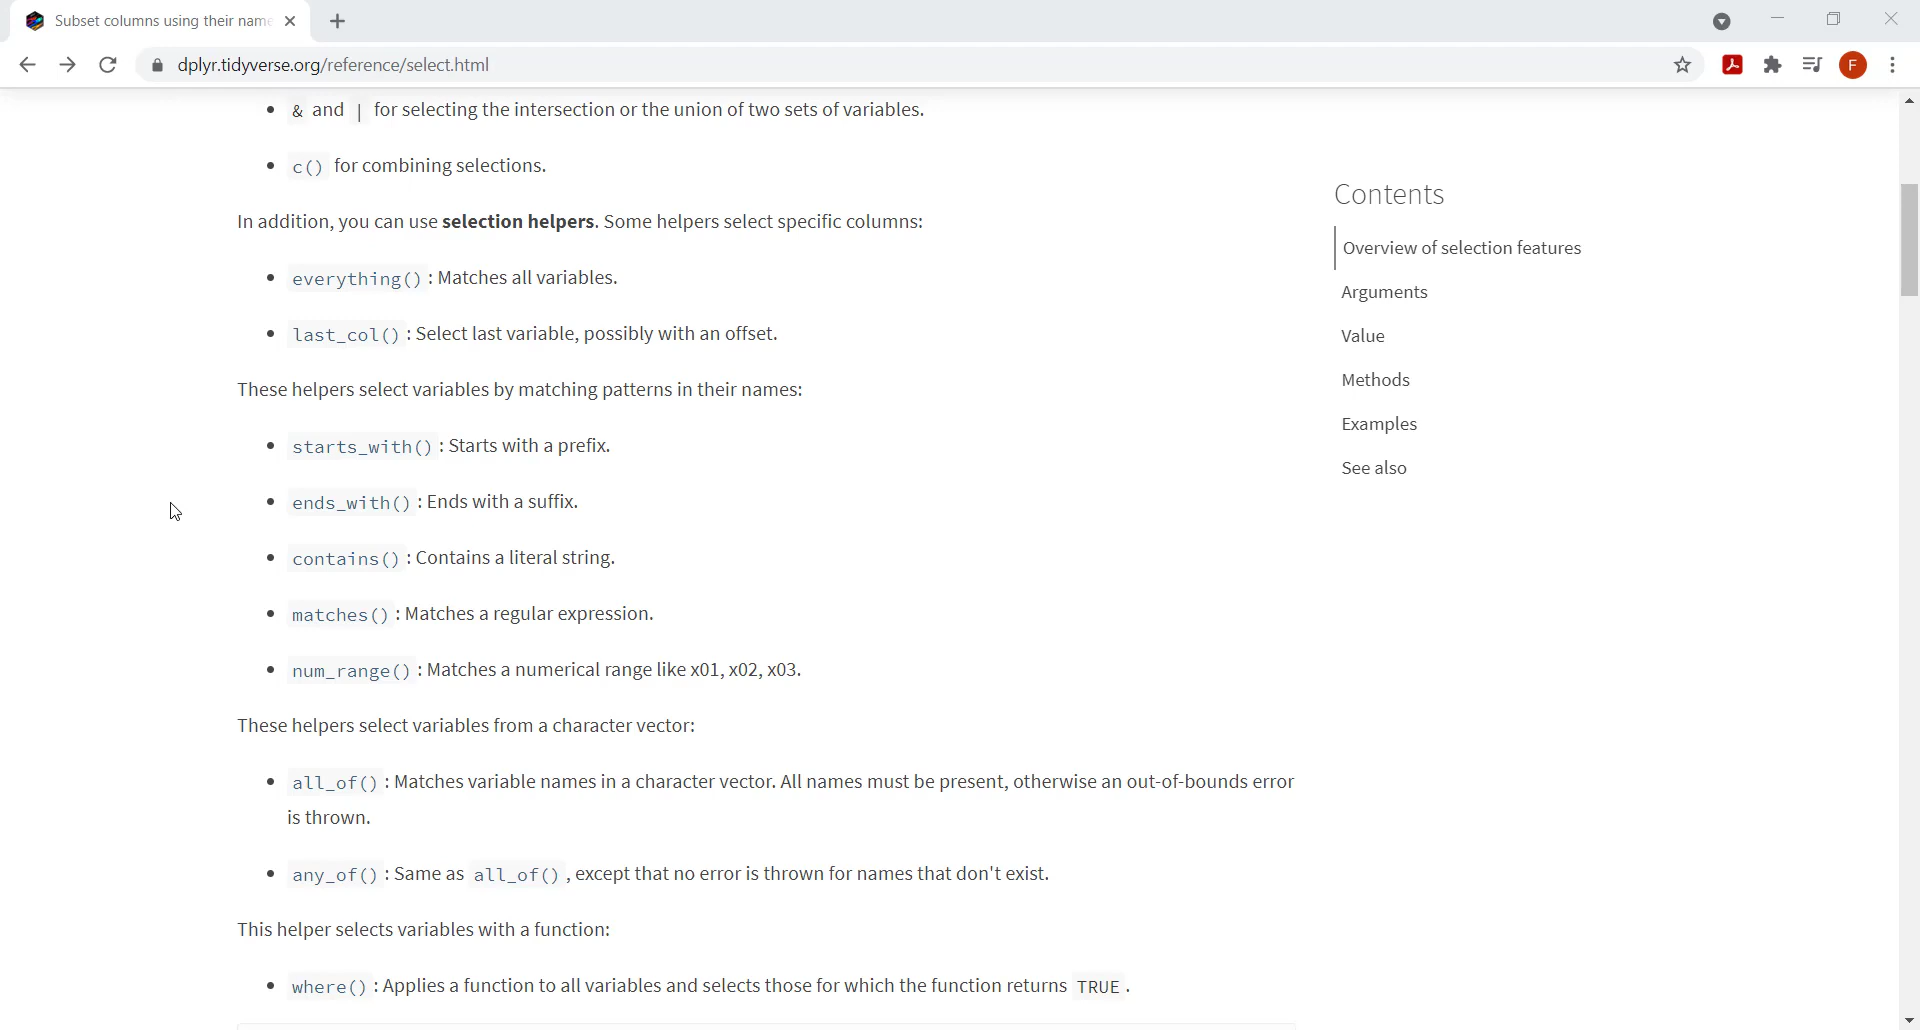 Subset columns using their name
dplyr.tidyverse.org/reference/select.html
F
& and | for selecting the intersection or the union of two sets of variables.
c() for combining selections.
In addition, you can use selection helpers. Some helpers select specific columns:
everything() : Matches all variables.
last_col() : Select last variable, possibly with an offset.
These helpers select variables by matching patterns in their names:
starts_with() : Starts with a prefix.
ends_with() : Ends with a suffix.
contains() : Contains a literal string.
matches() : Matches a regular expression.
num_range() : Matches a numerical range like x01, x02, x03.
These helpers select variables from a character vector:
all_of() : Matches variable names in a character vector. All names must be present, otherwise an out-of-bounds error
is thrown.
any_of() : Same as all_of() , except that no error is thrown for names that don't exist.
This helper selects variables with a function:
where() : Applies a function to all variables and selects those for which the function returns TRUE .
Contents
Overview of selection features
Arguments
Value
Methods
Examples
See also